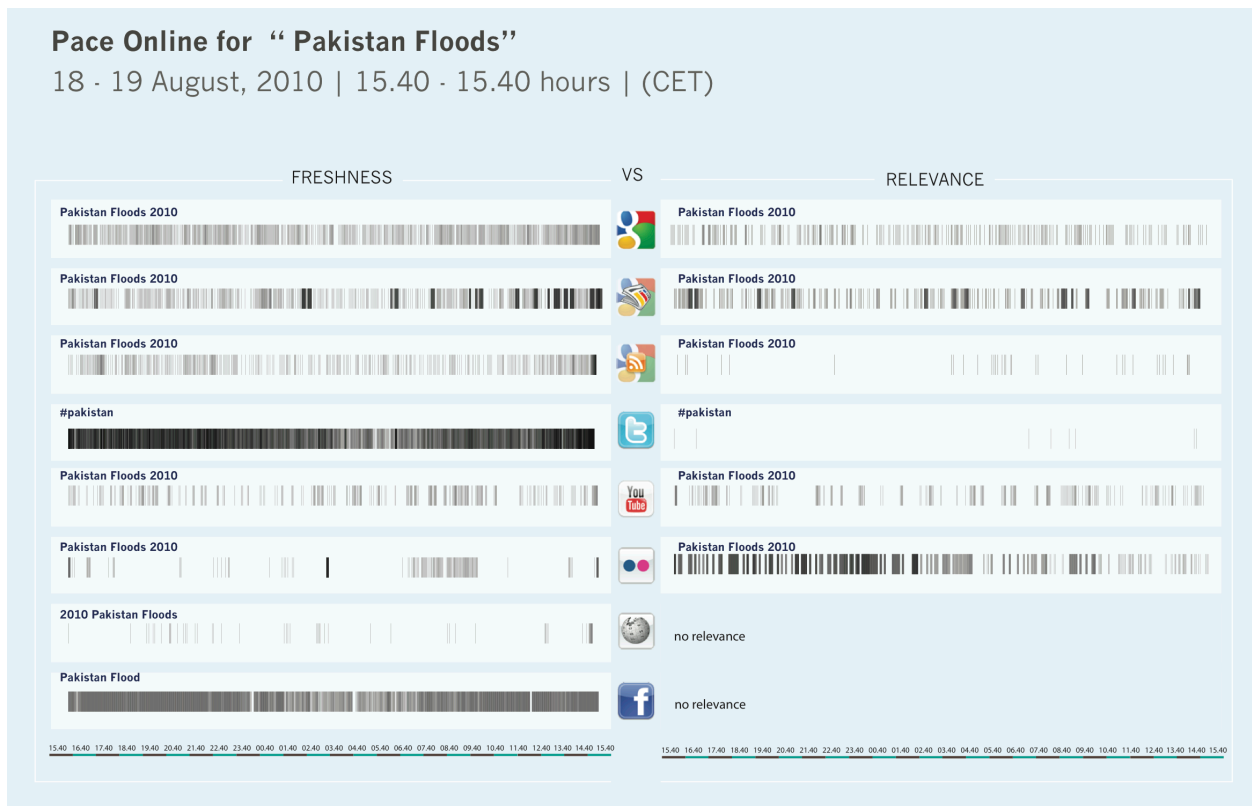 Pace Online for “ Pakistan Floods”
18 - 19 August, 2010 | 15.40 - 15.40 hours | (CET)
FRESHNESS VS RELEVANCE
Pakistan Floods 2010 Pakistan Floods 2010
Pakistan Floods 2010 Pakistan Floods 2010
Pakistan Floods 2010 Pakistan Floods 2010
#pakistan #pakistan
Pakistan Floods 2010 Pakistan Floods 2010
You
Tube
Pakistan Floods 2010 Pakistan Floods 2010
2010 Pakistan Floods
no relevance
Pakistan Flood
no relevance
15.40 16.40 17.40 18.40 19.40 20.40 21.40 22.40 23.40 00.40 01.40 02.40 03.40 04.40 05.40 06.40 07.40 08.40 09.40 10.40 11.40 12.40 13.40 14.40 15.40
15.40 16.40 17.40 18.40 19.40 20.40 21.40 22.40 23.40 00.40 01.40 02.40 03.40 04.40 05.40 06.40 07.40 08.40 09.40 10.40 11.40 12.40 13.40 14.40 15.40